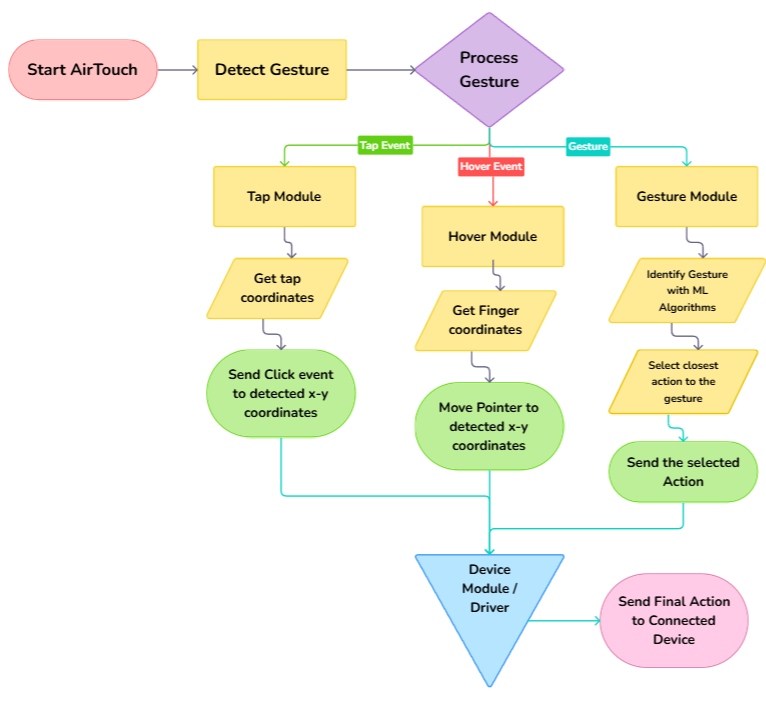 Start AirTouch
Detect Gesture
Process
Gesture
Tap Event
Hover Event
Gesture
Tap Module
Hover Module
Gesture Module
Get tap
coordinates
Get Finger
coordinates
Identify Gesture
with ML
Algorithms
Select closest
action to the
gesture
Send Click event
to detected x-y
coordinates
Move Pointer to
detected x-y
coordinates
Send the selected
Action
Device
Module /
Driver
Send Final Action
to Connected
Device